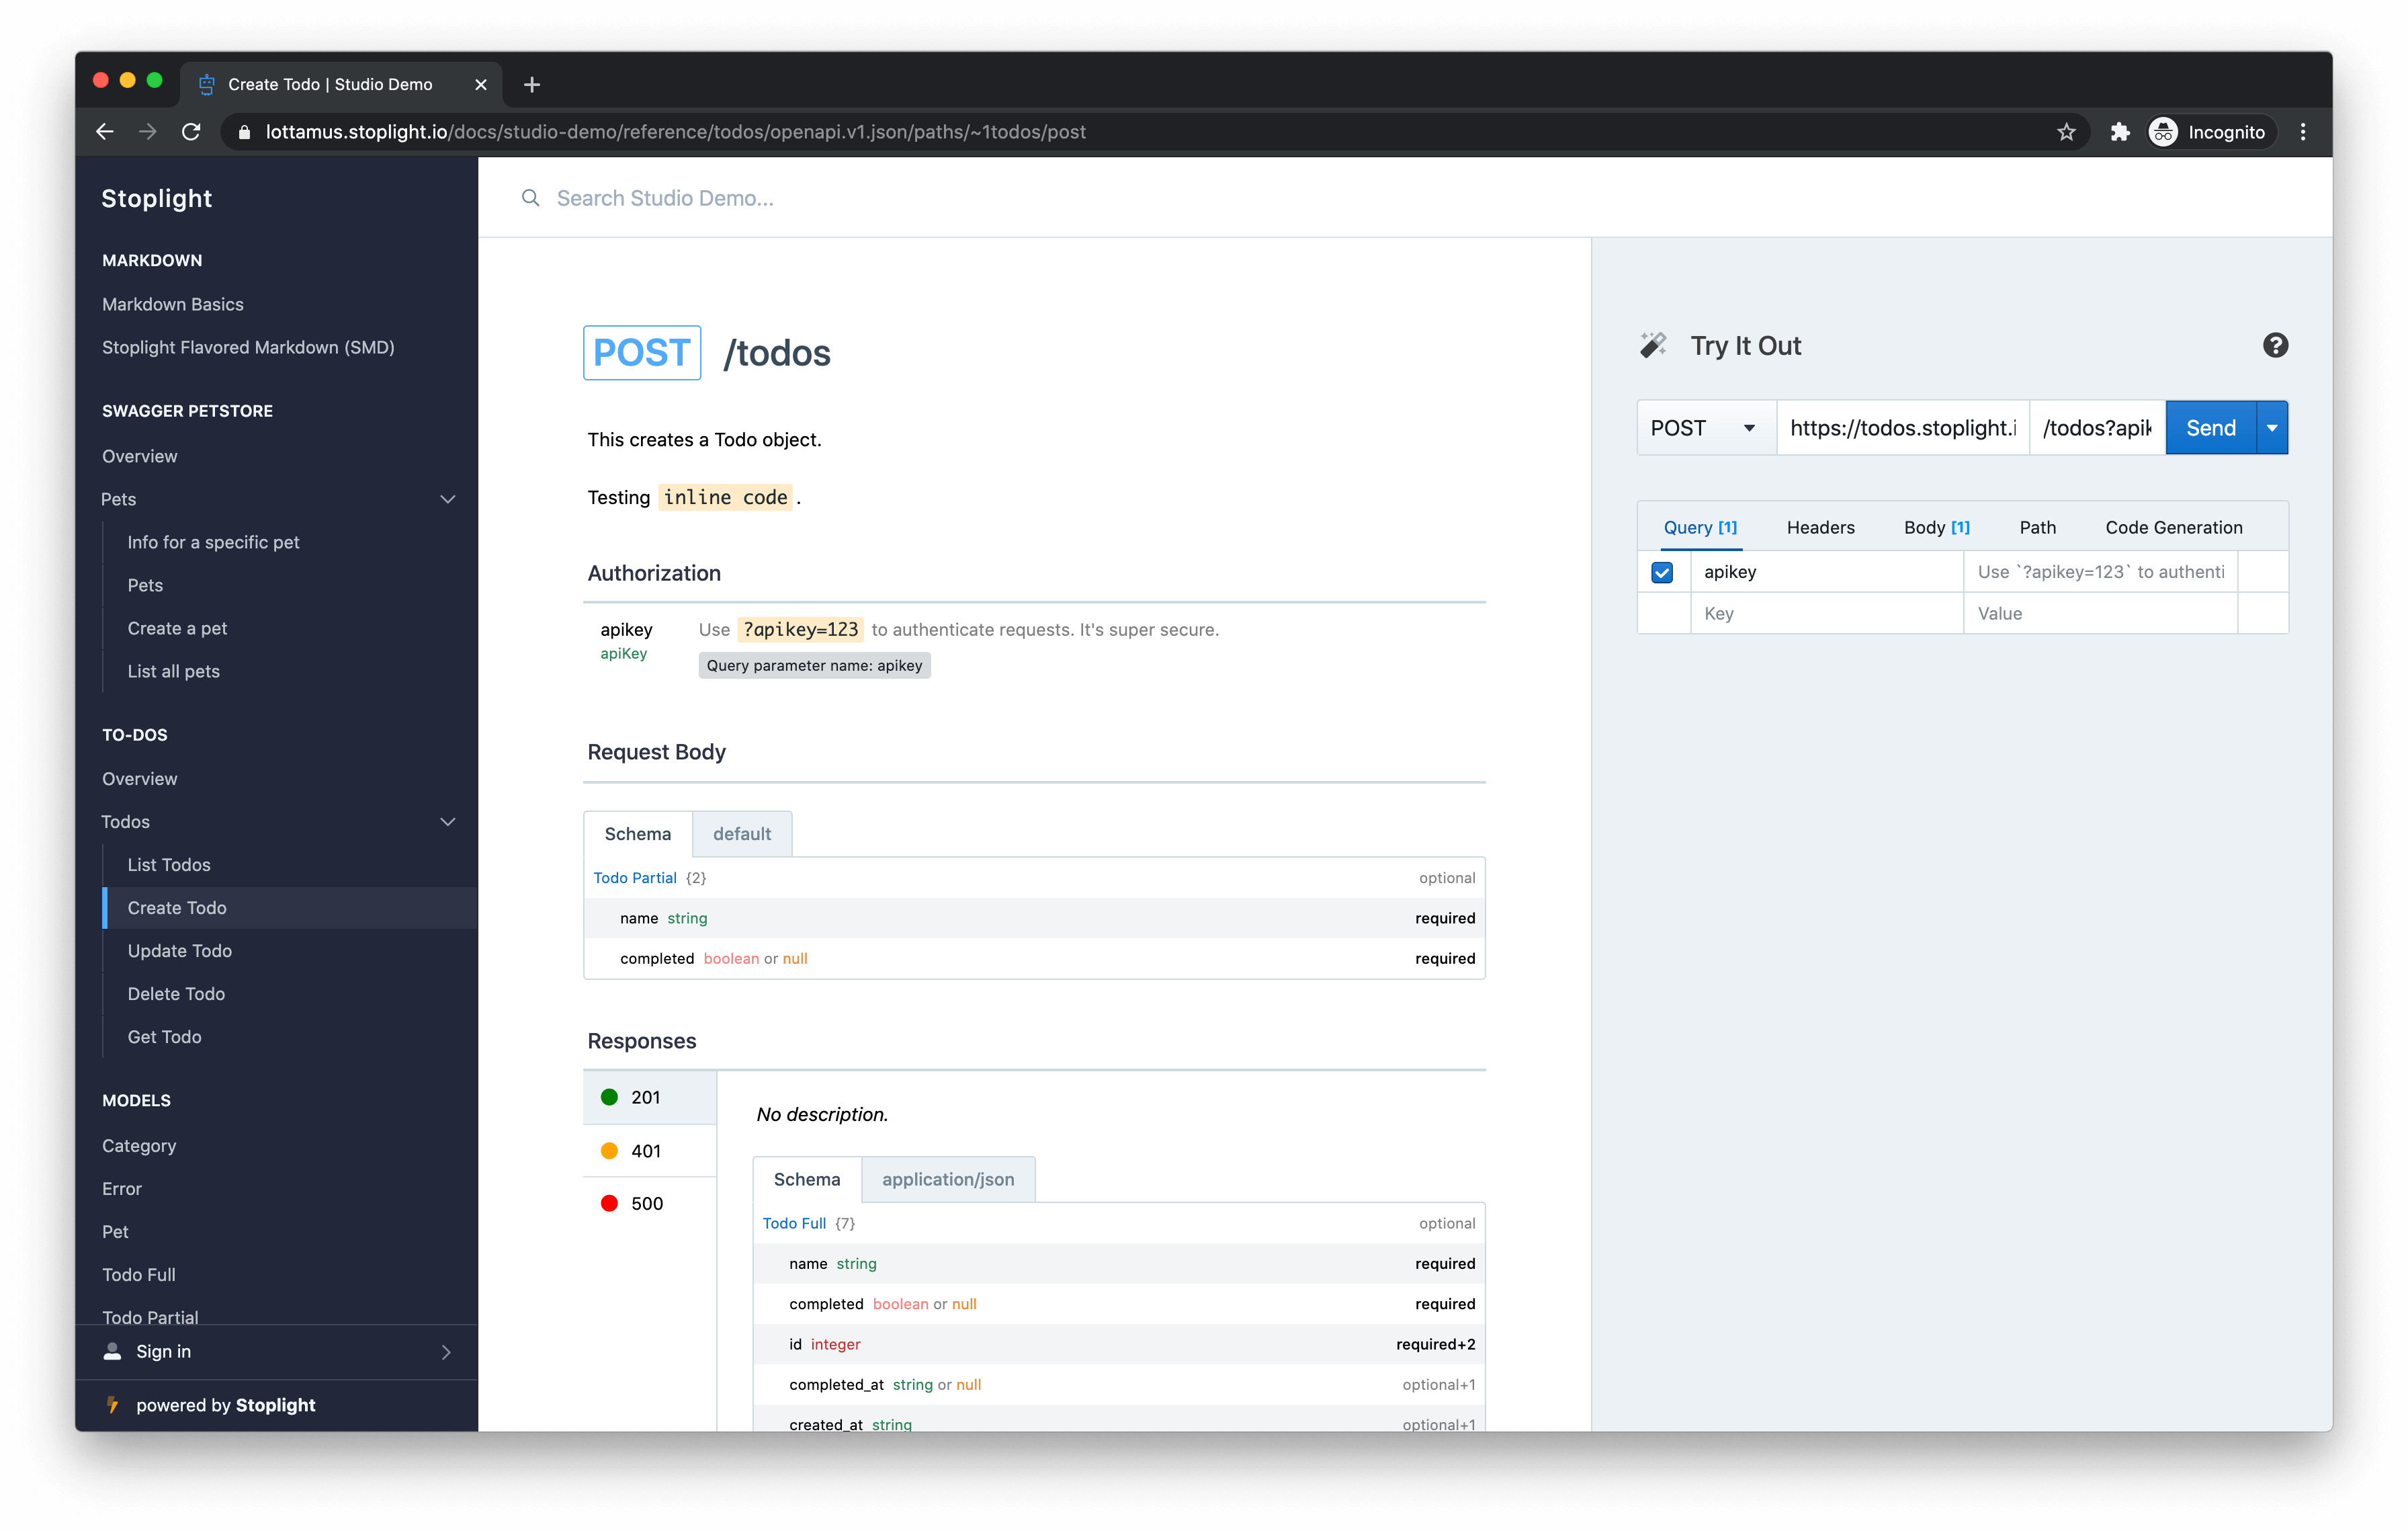 Create Todo | Studio Demo
lottamus.stoplight.io/docs/studio-demo/reference/todos/openapi.v1.json/paths/~1todos/post
Incognito
Stoplight
MARKDOWN
Markdown Basics
Stoplight Flavored Markdown (SMD)
SWAGGER PETSTORE
Overview
Pets
Info for a specific pet
Pets
Create a pet
List all pets
TO-DOS
Overview
Todos
List Todos
Create Todo
Update Todo
Delete Todo
Get Todo
MODELS
Category
Error
Pet
Todo Full
Todo Partial
Sign in
powered by Stoplight
Search Studio Demo...
POST /todos
This creates a Todo object.
Testing inline code .
Authorization
apikey Use ?apikey=123 to authenticate requests. It's super secure.
apiKey
Query parameter name: apikey
Request Body
Schema default
Todo Partial {2} optional
name string required
completed boolean or null required
Responses
201
401
500
No description.
Schema application/json
Todo Full {7} optional
name string required
completed boolean or null required
id integer required+2
completed_at string or null optional+1
created_at string optional+1
Try It Out
POST https://todos.stoplight.i /todos?apik Send
Query [1] Headers Body [1] Path Code Generation
apikey Use `?apikey=123` to authenti
Key Value